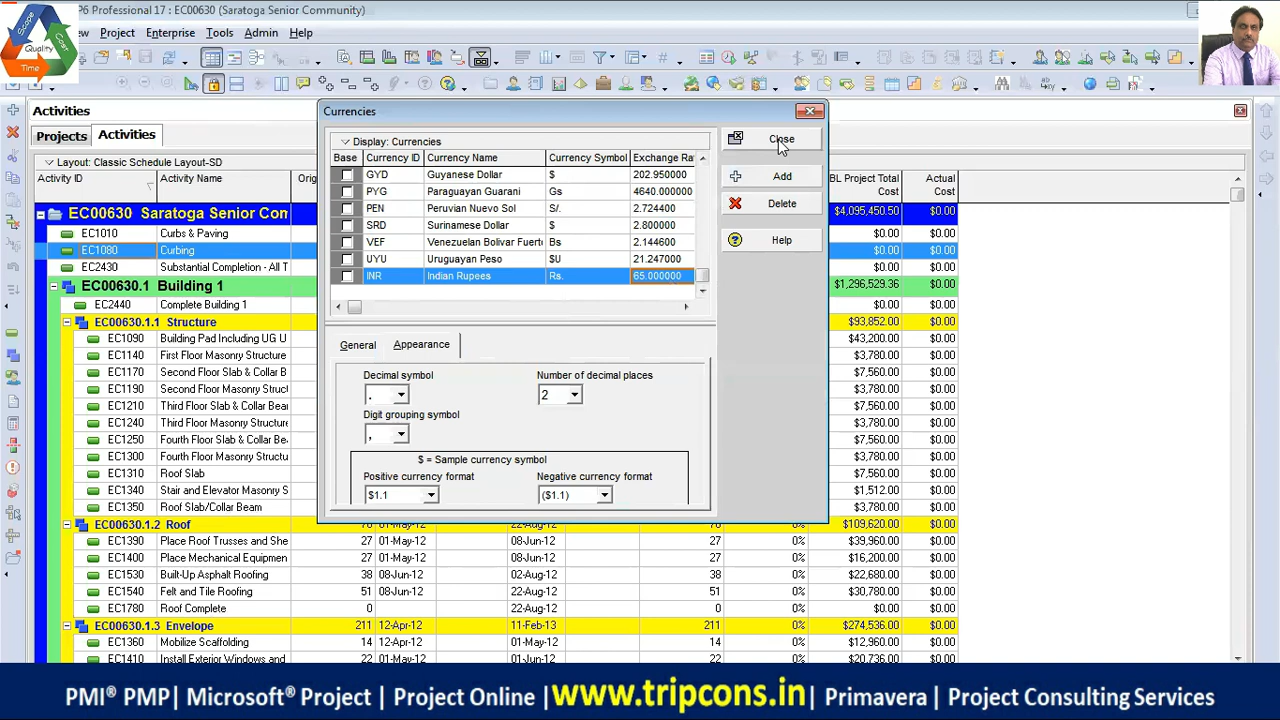 P6 Professional 17 : EC00630 (Saratoga Senior Community)
Project Enterprise Tools Admin Help
Scope
Quality
Cost
Time
Activities
Projects Activities
Layout: Classic Schedule Layout-SD
Activity ID Activity Name Orig BL Project Total Cost Actual Cost
EC00630 Saratoga Senior Com $4,095,450.50 $0.00
EC1010 Curbs & Paving $0.00 $0.00
EC1080 Curbing $0.00 $0.00
EC2430 Substantial Completion - All T $0.00 $0.00
EC00630.1 Building 1 $1,296,529.36 $0.00
EC2440 Complete Building 1 $0.00 $0.00
EC00630.1.1 Structure $93,852.00 $0.00
EC1090 Building Pad Including UG U $43,200.00 $0.00
EC1140 First Floor Masonry Structure $3,780.00 $0.00
EC1170 Second Floor Slab & Collar B $7,560.00 $0.00
EC1190 Second Floor Masonry Struc $3,780.00 $0.00
EC1210 Third Floor Slab & Collar Bea $7,560.00 $0.00
EC1240 Third Floor Masonry Structur $3,780.00 $0.00
EC1250 Fourth Floor Slab & Collar Be $7,560.00 $0.00
EC1300 Fourth Floor Masonry Structu $3,780.00 $0.00
EC1310 Roof Slab $7,560.00 $0.00
EC1340 Stair and Elevator Masonry S $1,512.00 $0.00
EC1350 Roof Slab/Collar Beam $3,780.00 $0.00
EC00630.1.2 Roof 76 01-May-12 22-Aug-12 76 0% $109,620.00 $0.00
EC1390 Place Roof Trusses and She 27 01-May-12 08-Jun-12 27 0% $39,960.00 $0.00
EC1400 Place Mechanical Equipmen 27 01-May-12 08-Jun-12 27 0% $16,200.00 $0.00
EC1530 Built-Up Asphalt Roofing 38 08-Jun-12 02-Aug-12 38 0% $22,680.00 $0.00
EC1540 Felt and Tile Roofing 51 08-Jun-12 22-Aug-12 51 0% $30,780.00 $0.00
EC1780 Roof Complete 0 22-Aug-12 0 0% $0.00 $0.00
EC00630.1.3 Envelope 211 12-Apr-12 11-Feb-13 211 0% $274,536.00 $0.00
EC1360 Mobilize Scaffolding 14 12-Apr-12 01-May-12 14 0% $12,960.00 $0.00
EC1410 Install Exterior Windows and 22 0% $20,736.00 $0.00
Currencies
Display: Currencies
Base Currency ID Currency Name Currency Symbol Exchange Ra
GYD Guyanese Dollar $ 202.950000
PYG Paraguayan Guarani Gs 4640.000000
PEN Peruvian Nuevo Sol S/. 2.724400
SRD Surinamese Dollar $ 2.800000
VEF Venezuelan Bolivar Fuert Bs 2.144600
UYU Uruguayan Peso $U 21.247000
INR Indian Rupees Rs. 65.000000
General Appearance
Decimal symbol Number of decimal places
. 2
Digit grouping symbol
,
$ = Sample currency symbol
Positive currency format Negative currency format
$1.1 ($1.1)
Close
Add
Delete
Help
PMI® PMP| Microsoft® Project | Project Online |www.tripcons.in| Primavera | Project Consulting Services